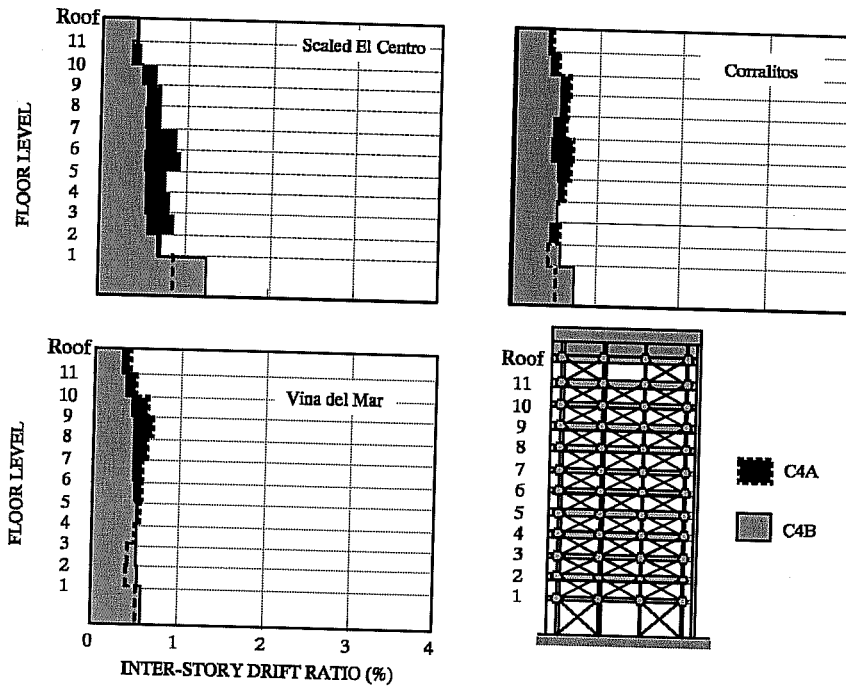 Scaled El Centro
FLOOR LEVEL
Roof
11
10
9
8
7
6
5
4
3
2
1
Corralitos
Vina del Mar
FLOOR LEVEL
Roof
11
10
9
8
7
6
5
4
3
2
1
0 1 2 3 4
INTER-STORY DRIFT RATIO (%)
Roof
11
10
9
8
7
6
5
4
3
2
1
C4A
C4B